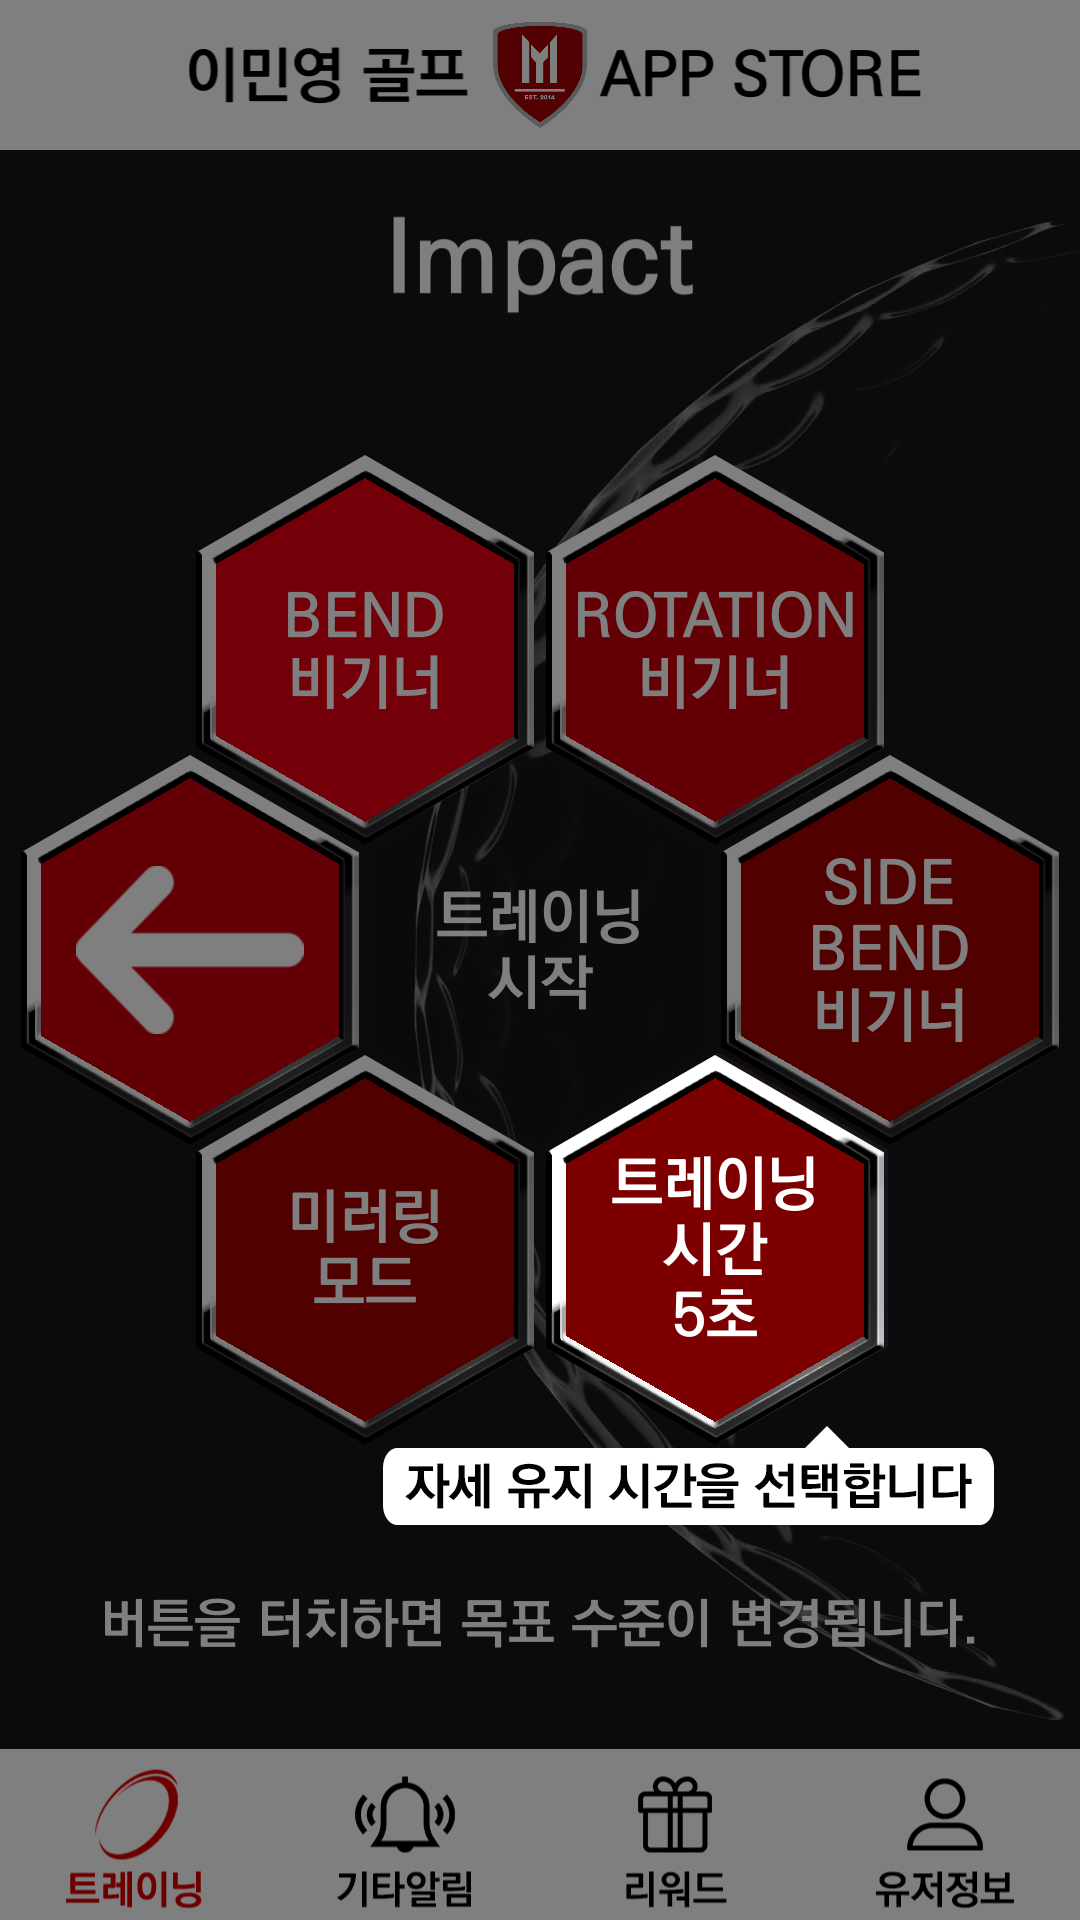 이민영 골프 APP STORE
EST. 2014
Impact
BEND
비기너
ROTATION
비기너
트레이닝
시작
SIDE
BEND
비기너
미러링
모드
트레이닝
시간
5초
자세 유지 시간을 선택합니다
버튼을 터치하면 목표 수준이 변경됩니다.
트레이닝
기타알림
리워드
유저정보